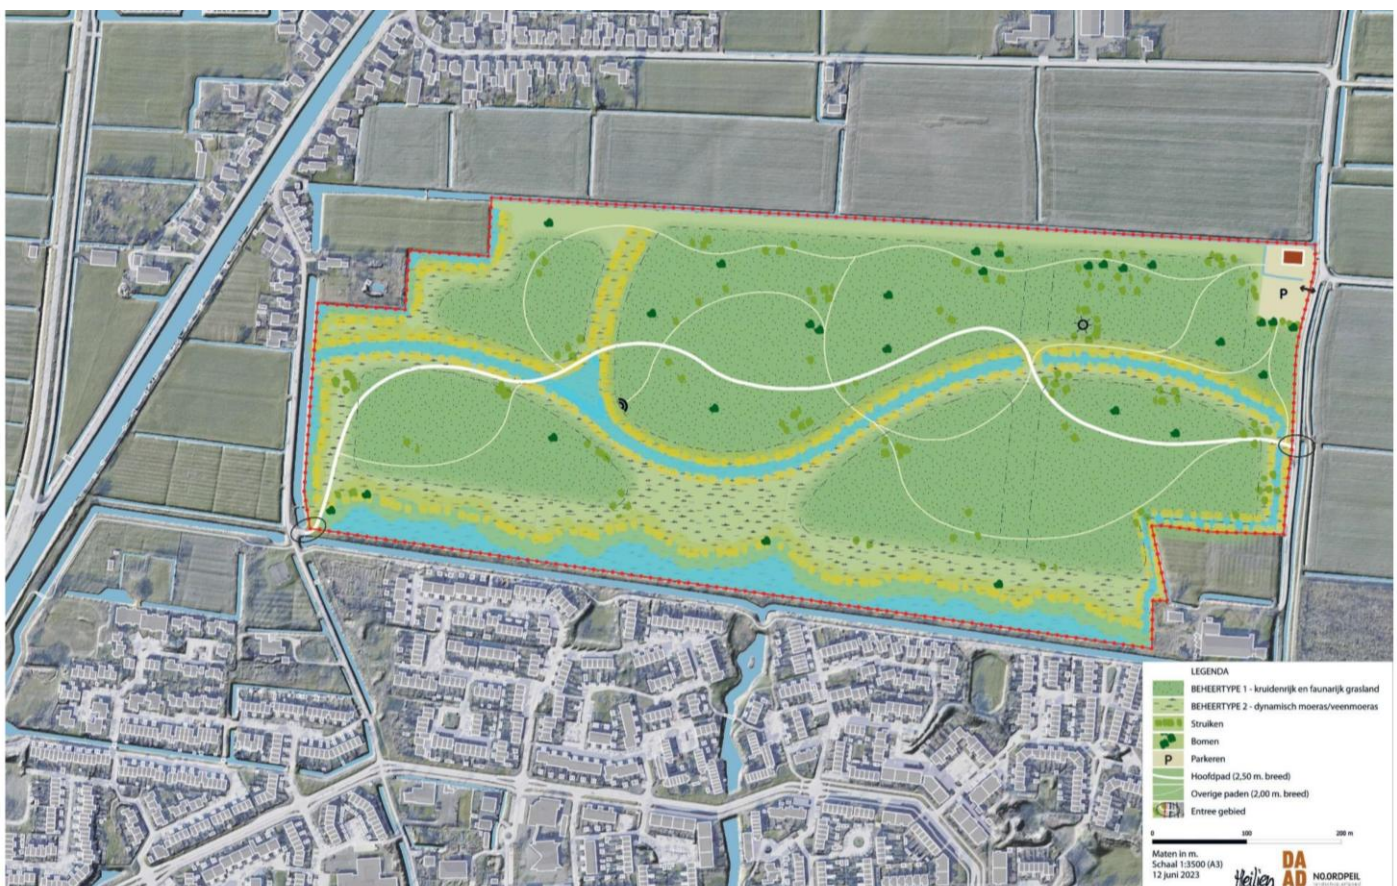 P
LEGENDA
BEHEERTYPE 1 - kruidenrijk en faunarijk grasland
BEHEERTYPE 2 - dynamisch moeras/veenmoeras
Struiken
Bomen
P Parkeren
Hoofdpad (2,50 m. breed)
Overige paden (2,00 m. breed)
Entree gebied
0 100 200 m
Maten in m.
Schaal 1:3500 (A3)
12 juni 2023
DA
AD
NOORDPEIL